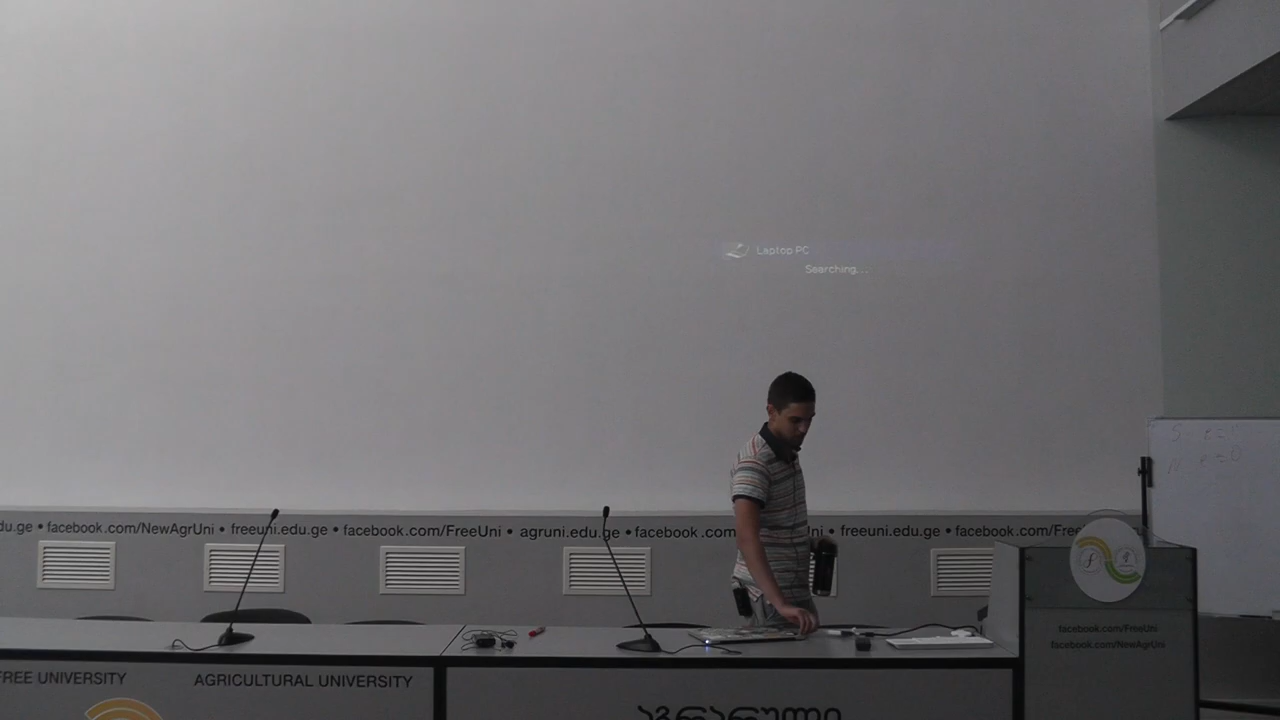 Laptop PC
Searching...
du.ge • facebook.com/NewAgrUni • freeuni.edu.ge • facebook.com/FreeUni • agruni.edu.ge • facebook.com Uni • freeuni.edu.ge • facebook.com/Fre
facebook.com/FreeUni
facebook.com/NewAgrUni
FREE UNIVERSITY
AGRICULTURAL UNIVERSITY